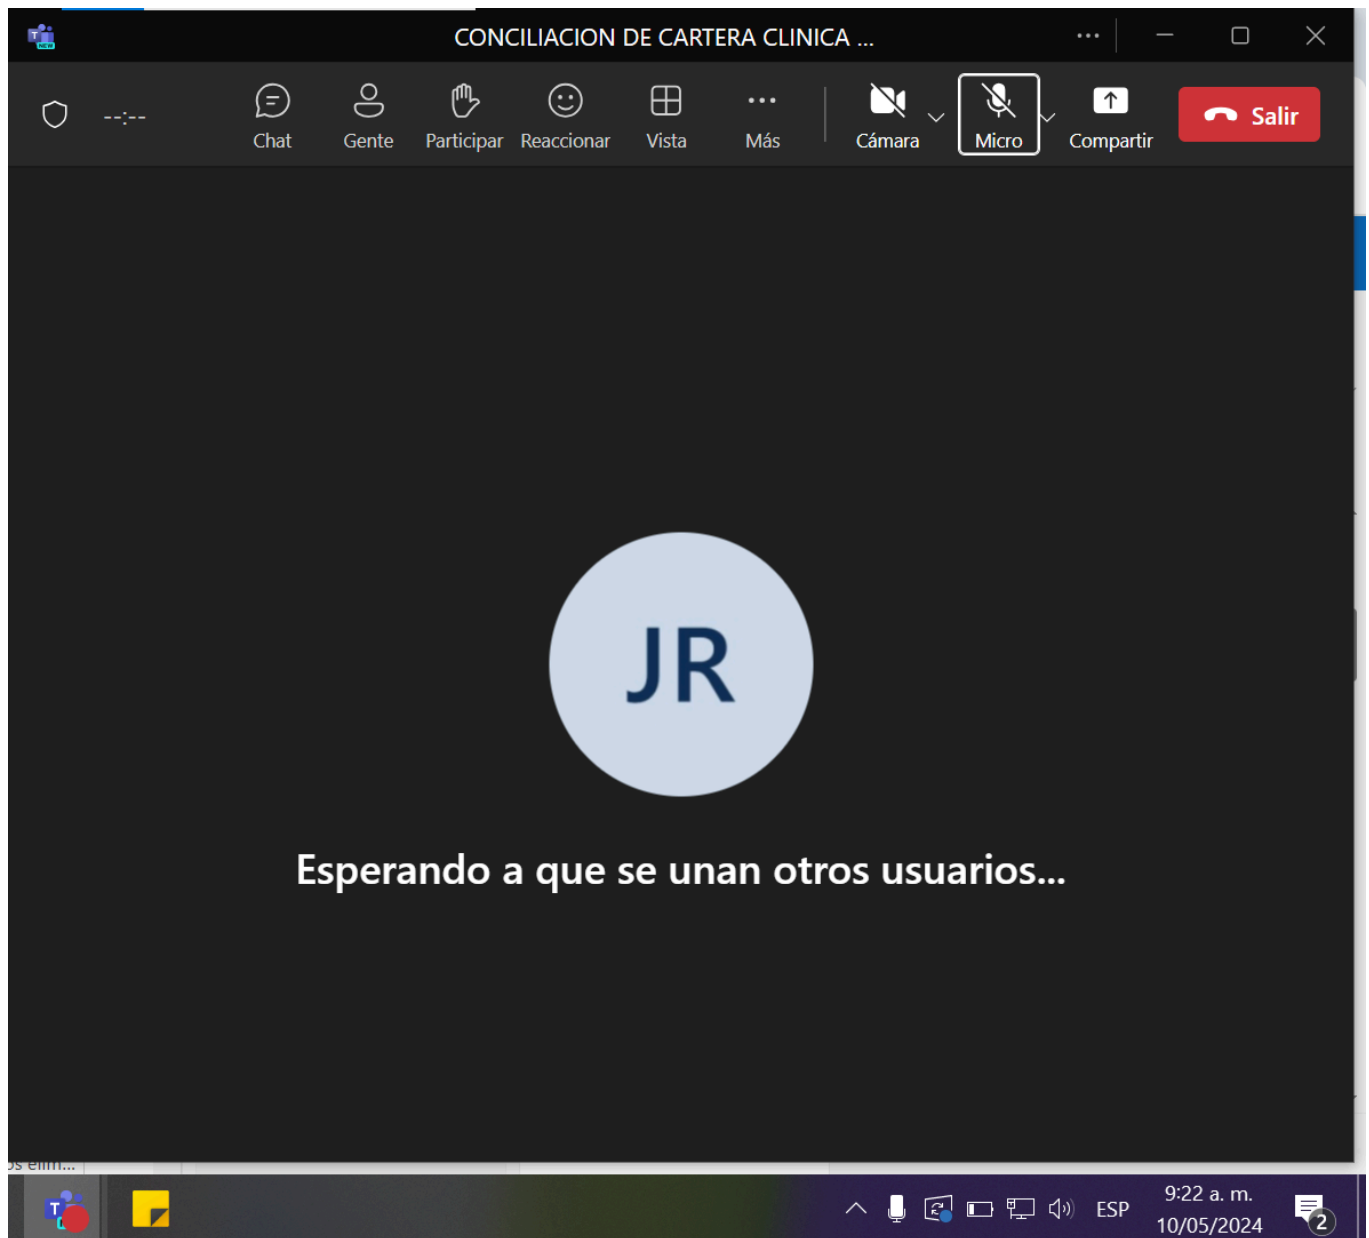 CONCILIACION DE CARTERA CLINICA ...
--:--
Chat
Gente
Participar
Reaccionar
Vista
Más
Cámara
Micro
Compartir
Salir
JR
Esperando a que se unan otros usuarios...
9:22 a. m.
ESP
10/05/2024
2